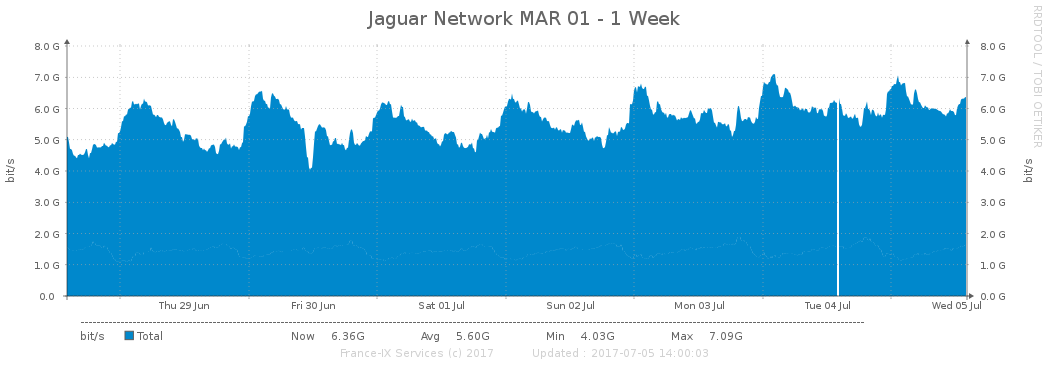 Jaguar Network MAR 01 - 1 Week
RRDTOOL / TOBI OETIKER
8.0 G 8.0 G
7.0 G 7.0 G
6.0 G 6.0 G
5.0 G 5.0 G
4.0 G 4.0 G
3.0 G 3.0 G
2.0 G 2.0 G
1.0 G 1.0 G
0.0 0.0 G
bit/s bit/s
Thu 29 Jun Fri 30 Jun Sat 01 Jul Sun 02 Jul Mon 03 Jul Tue 04 Jul Wed 05 Jul
bit/s Total Now 6.36G Avg 5.60G Min 4.03G Max 7.09G
France-IX Services (c) 2017 Updated : 2017-07-05 14:00:03